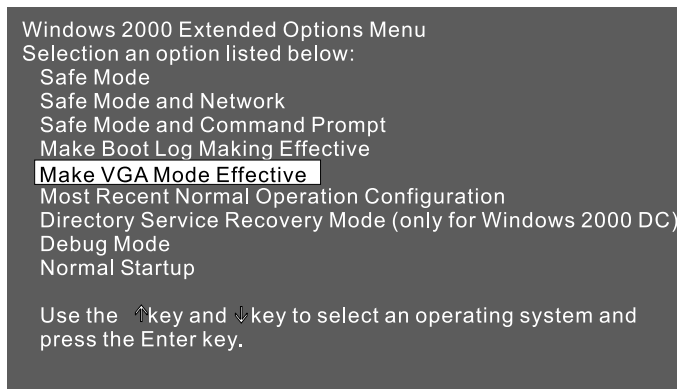 Windows 2000 Extended Options Menu
Selection an option listed below:
Safe Mode
Safe Mode and Network
Safe Mode and Command Prompt
Make Boot Log Making Effective
Make VGA Mode Effective
Most Recent Normal Operation Configuration
Directory Service Recovery Mode (only for Windows 2000 DC)
Debug Mode
Normal Startup
Use the ↑key and ↓key to select an operating system and
press the Enter key.